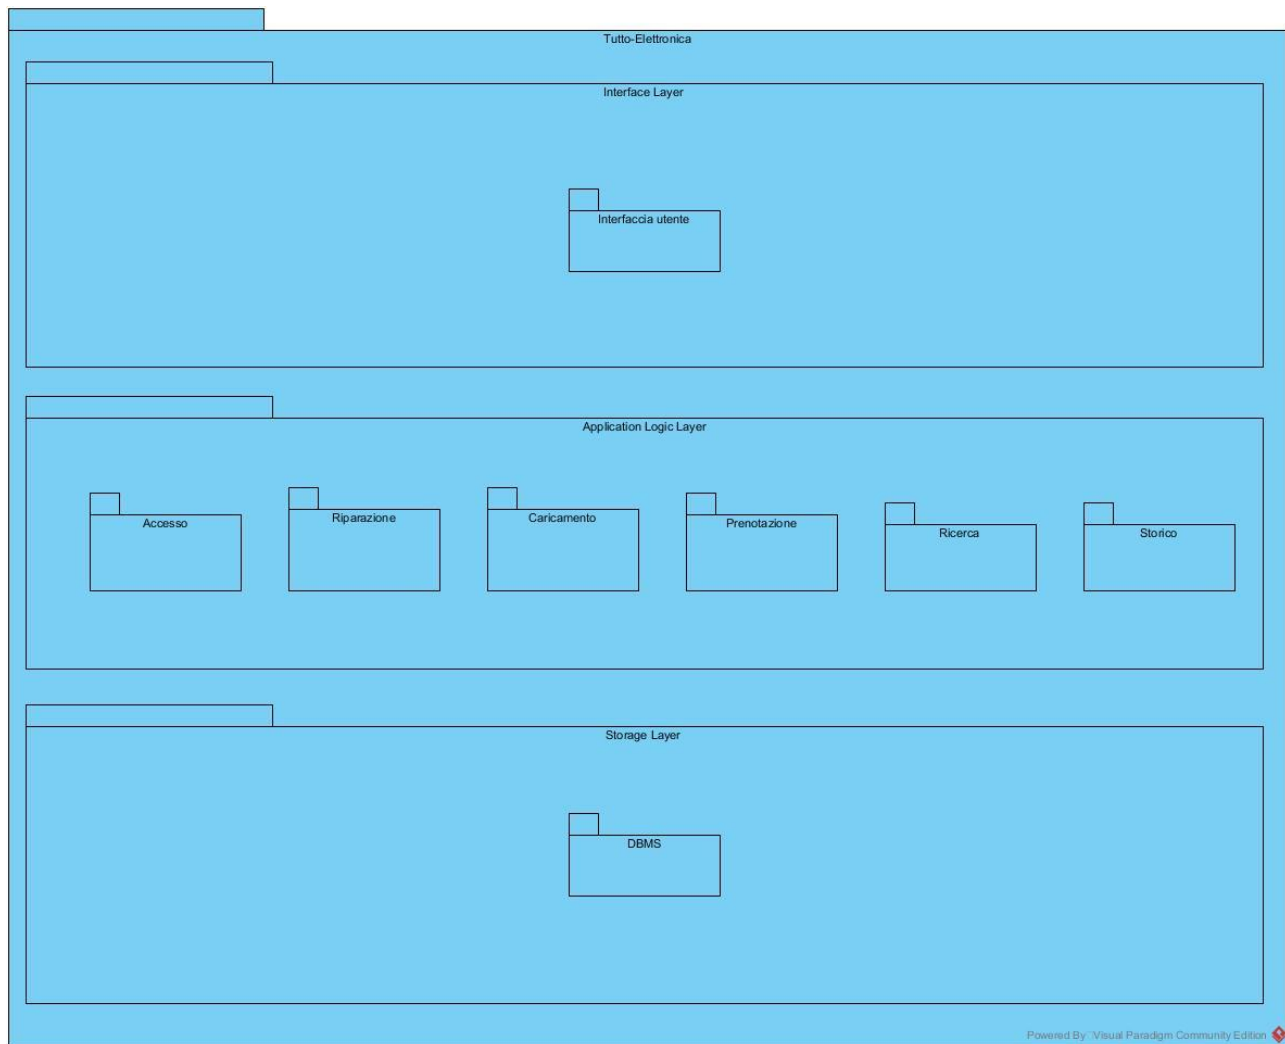 Tutto-Elettronica
Interface Layer
Interfaccia utente
Application Logic Layer
Accesso
Riparazione
Caricamento
Prenotazione
Ricerca
Storico
Storage Layer
DBMS
Powered By Visual Paradigm Community Edition